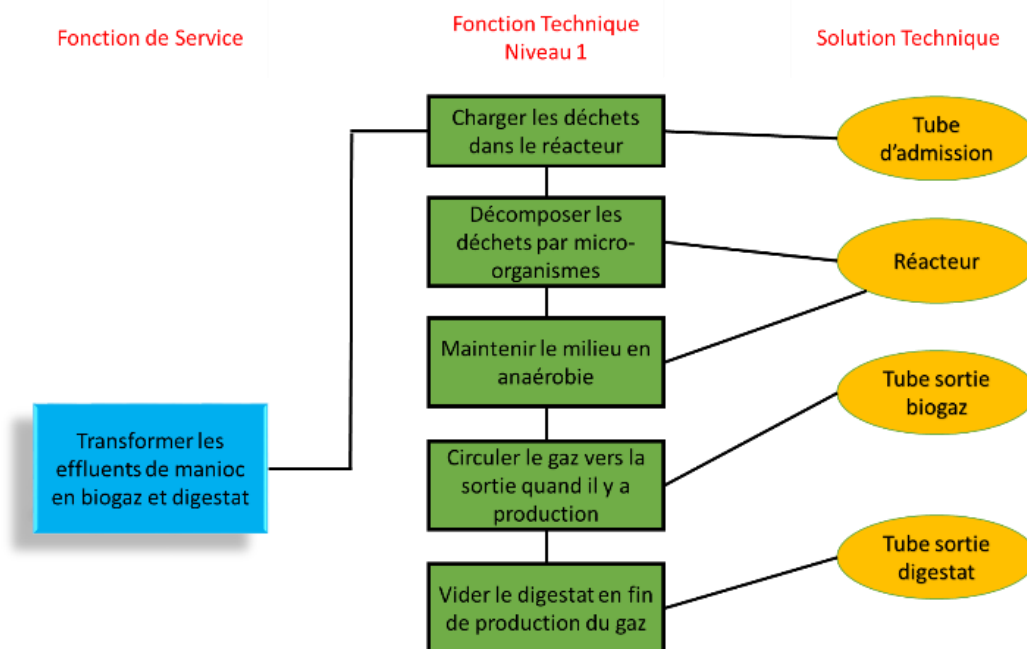 Fonction de Service
Fonction Technique
Niveau 1
Solution Technique
Charger les déchets
dans le réacteur
Tube
d'admission
Décomposer les
déchets par micro-
organismes
Réacteur
Maintenir le milieu en
anaérobie
Tube sortie
biogaz
Transformer les
effluents de manioc
en biogaz et digestat
Circuler le gaz vers la
sortie quand il y a
production
Tube sortie
digestat
Vider le digestat en fin
de production du gaz